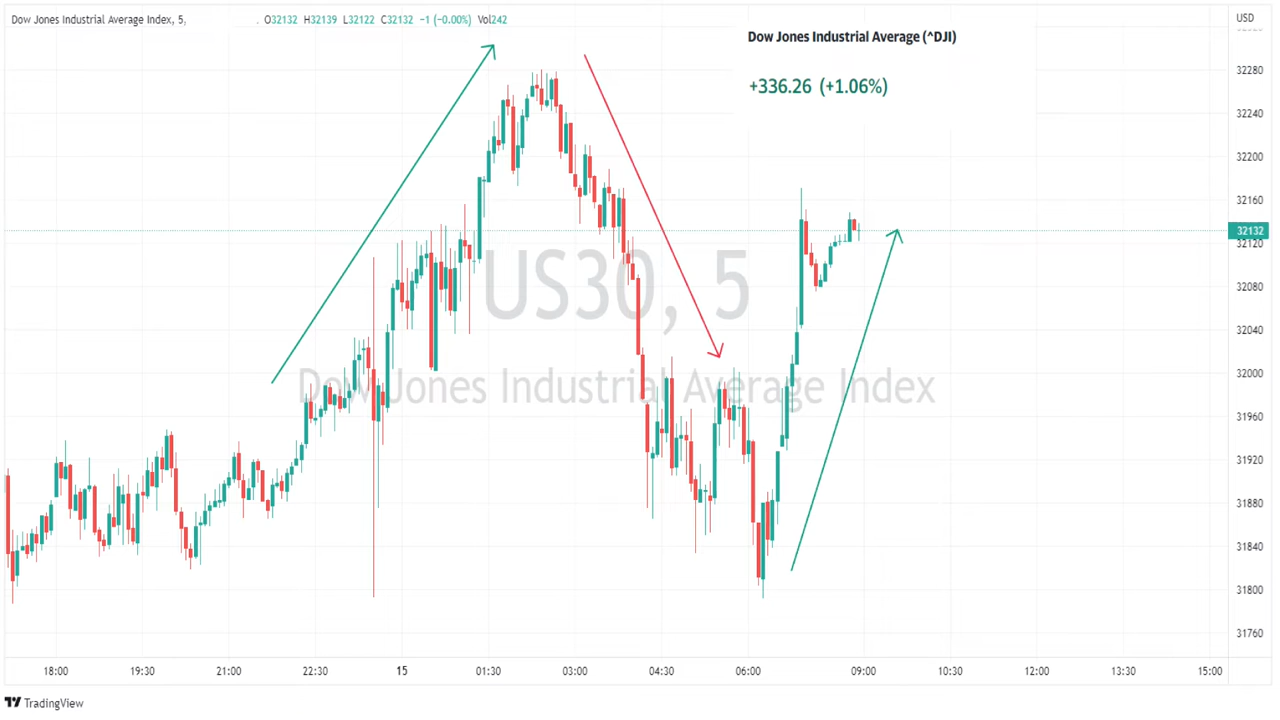 Dow Jones Industrial Average Index, 5, . O32132 H32139 L32122 C32132 −1 (−0.00%) Vol242
USD
Dow Jones Industrial Average (^DJI)
+336.26 (+1.06%)
32280
32240
32200
32160
32132
32120
32080
32040
32000
31960
31920
31880
31840
31800
31760
US30, 5
Dow Jones Industrial Average Index
18:00 19:30 21:00 22:30 15 01:30 03:00 04:30 06:00 09:00 10:30 12:00 13:30 15:00
TradingView